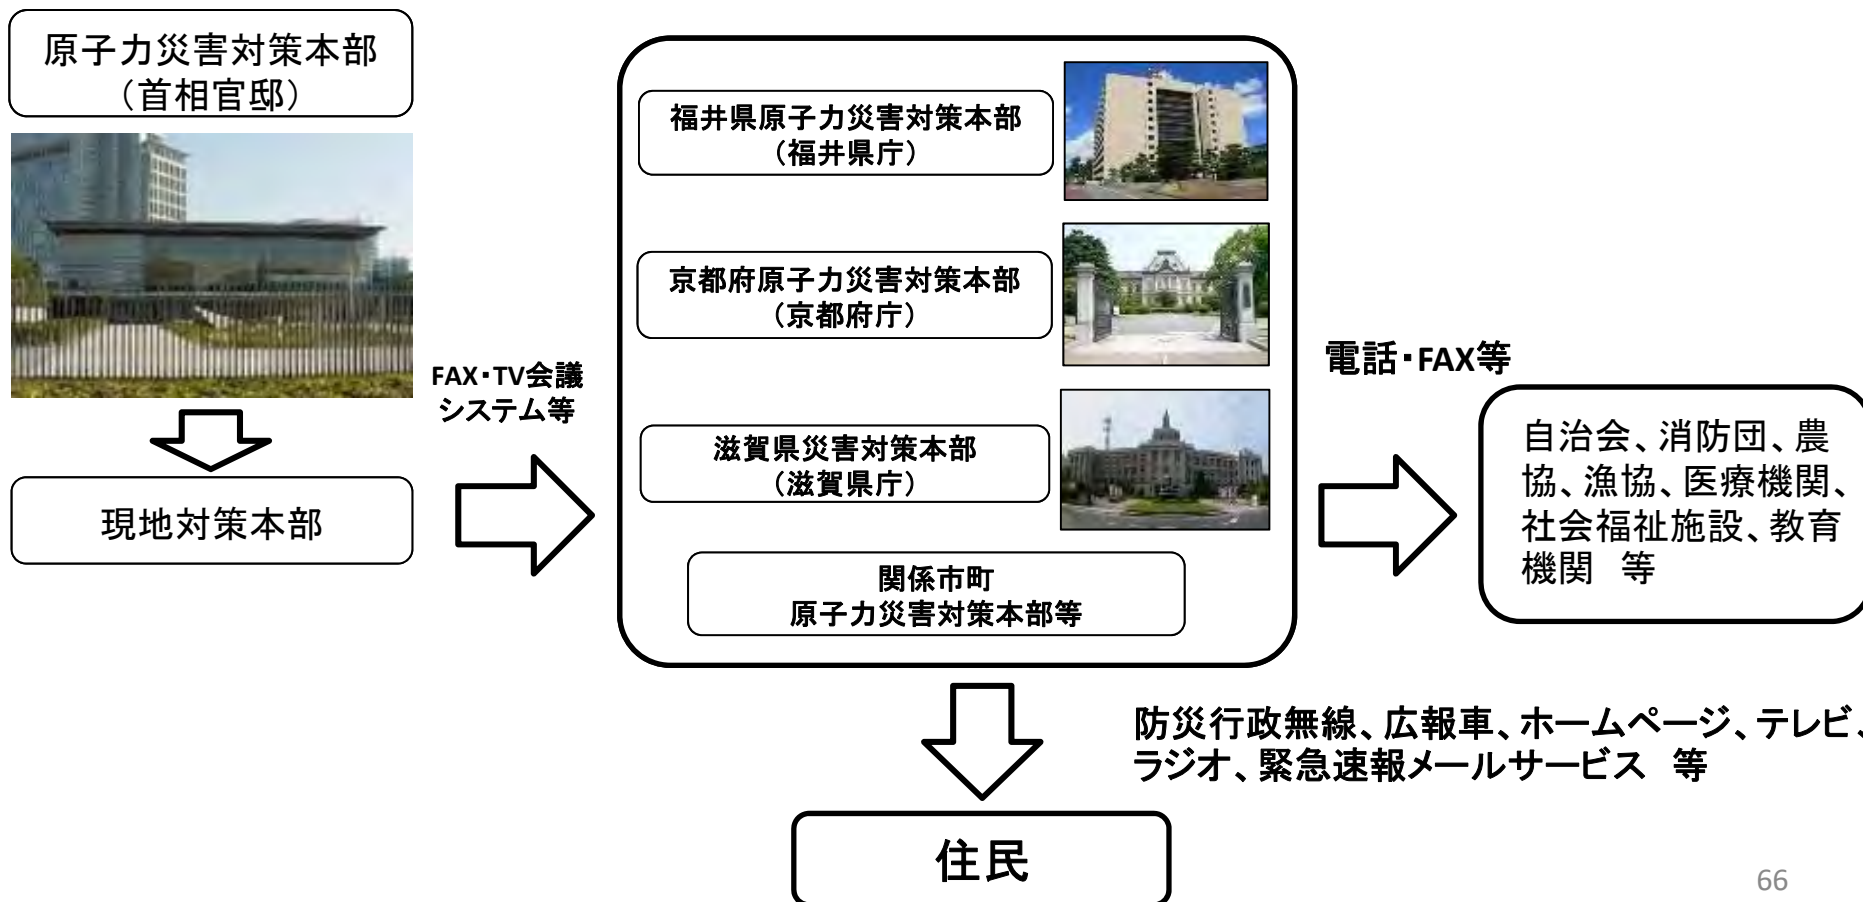 原子力災害対策本部
（首相官邸）
現地対策本部
FAX・TV会議
システム等
福井県原子力災害対策本部
（福井県庁）
京都府原子力災害対策本部
（京都府庁）
滋賀県災害対策本部
（滋賀県庁）
関係市町
原子力災害対策本部等
電話・FAX等
自治会、消防団、農
協、漁協、医療機関、
社会福祉施設、教育
機関　等
防災行政無線、広報車、ホームページ、テレビ、
ラジオ、緊急速報メールサービス　等
住民
66